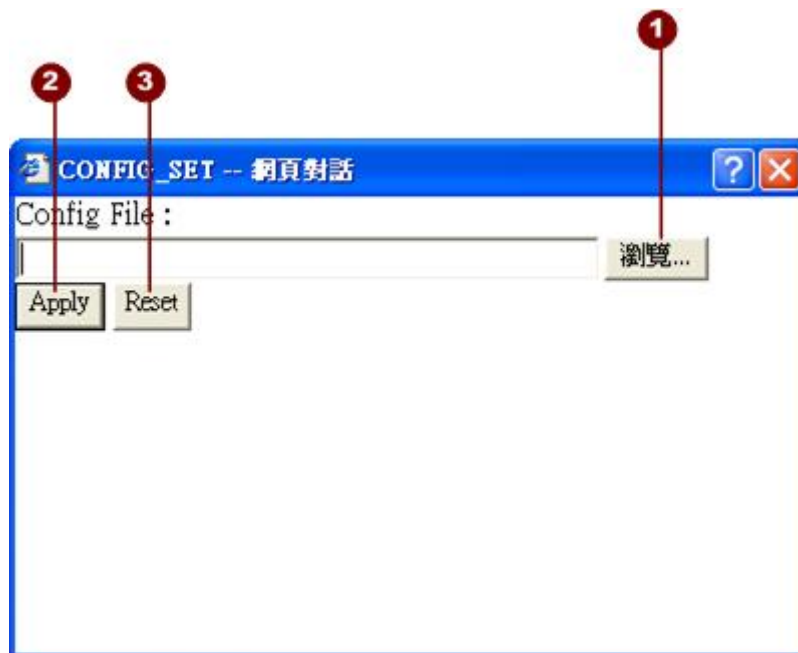 1
2 3
CONFIG_SET -- 網頁對話
Config File :
瀏覽...
Apply Reset